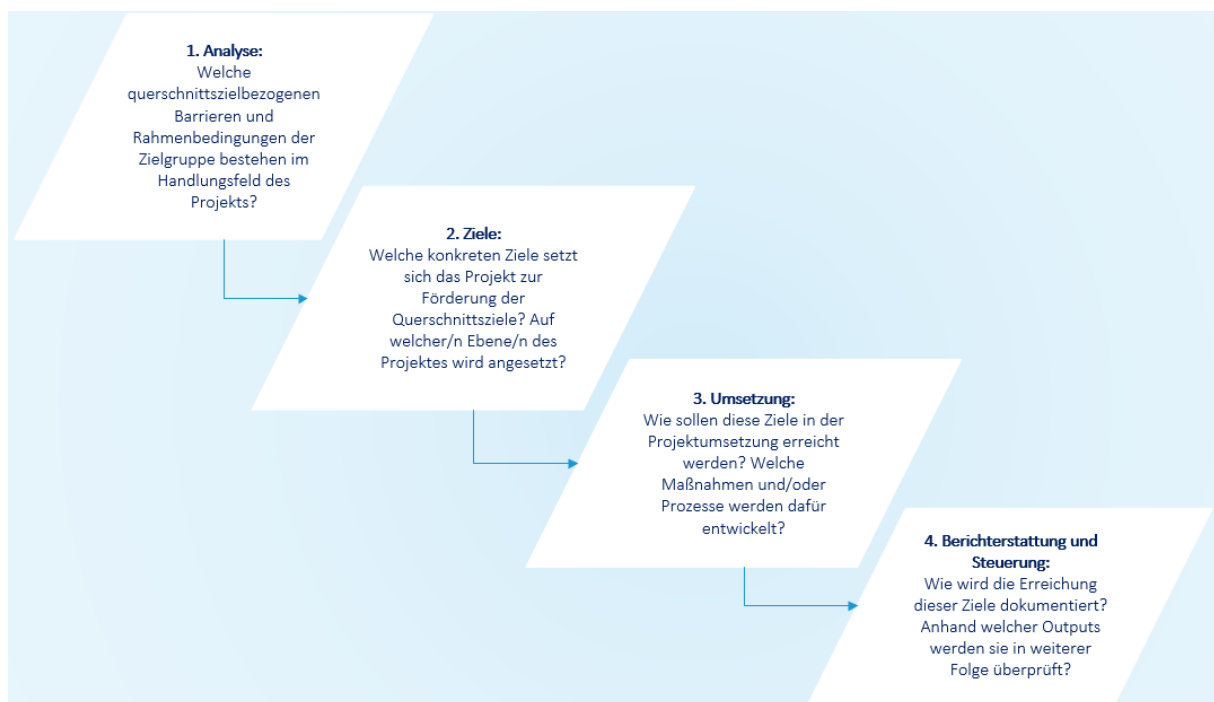 1. Analyse:
Welche
querschnittszielbezogenen
Barrieren und
Rahmenbedingungen der
Zielgruppe bestehen im
Handlungsfeld des
Projekts?
2. Ziele:
Welche konkreten Ziele setzt
sich das Projekt zur
Förderung der
Querschnittsziele? Auf
welcher/n Ebene/n des
Projektes wird angesetzt?
3. Umsetzung:
Wie sollen diese Ziele in der
Projektumsetzung erreicht
werden? Welche
Maßnahmen und/oder
Prozesse werden dafür
entwickelt?
4. Berichterstattung und
Steuerung:
Wie wird die Erreichung
dieser Ziele dokumentiert?
Anhand welcher Outputs
werden sie in weiterer
Folge überprüft?